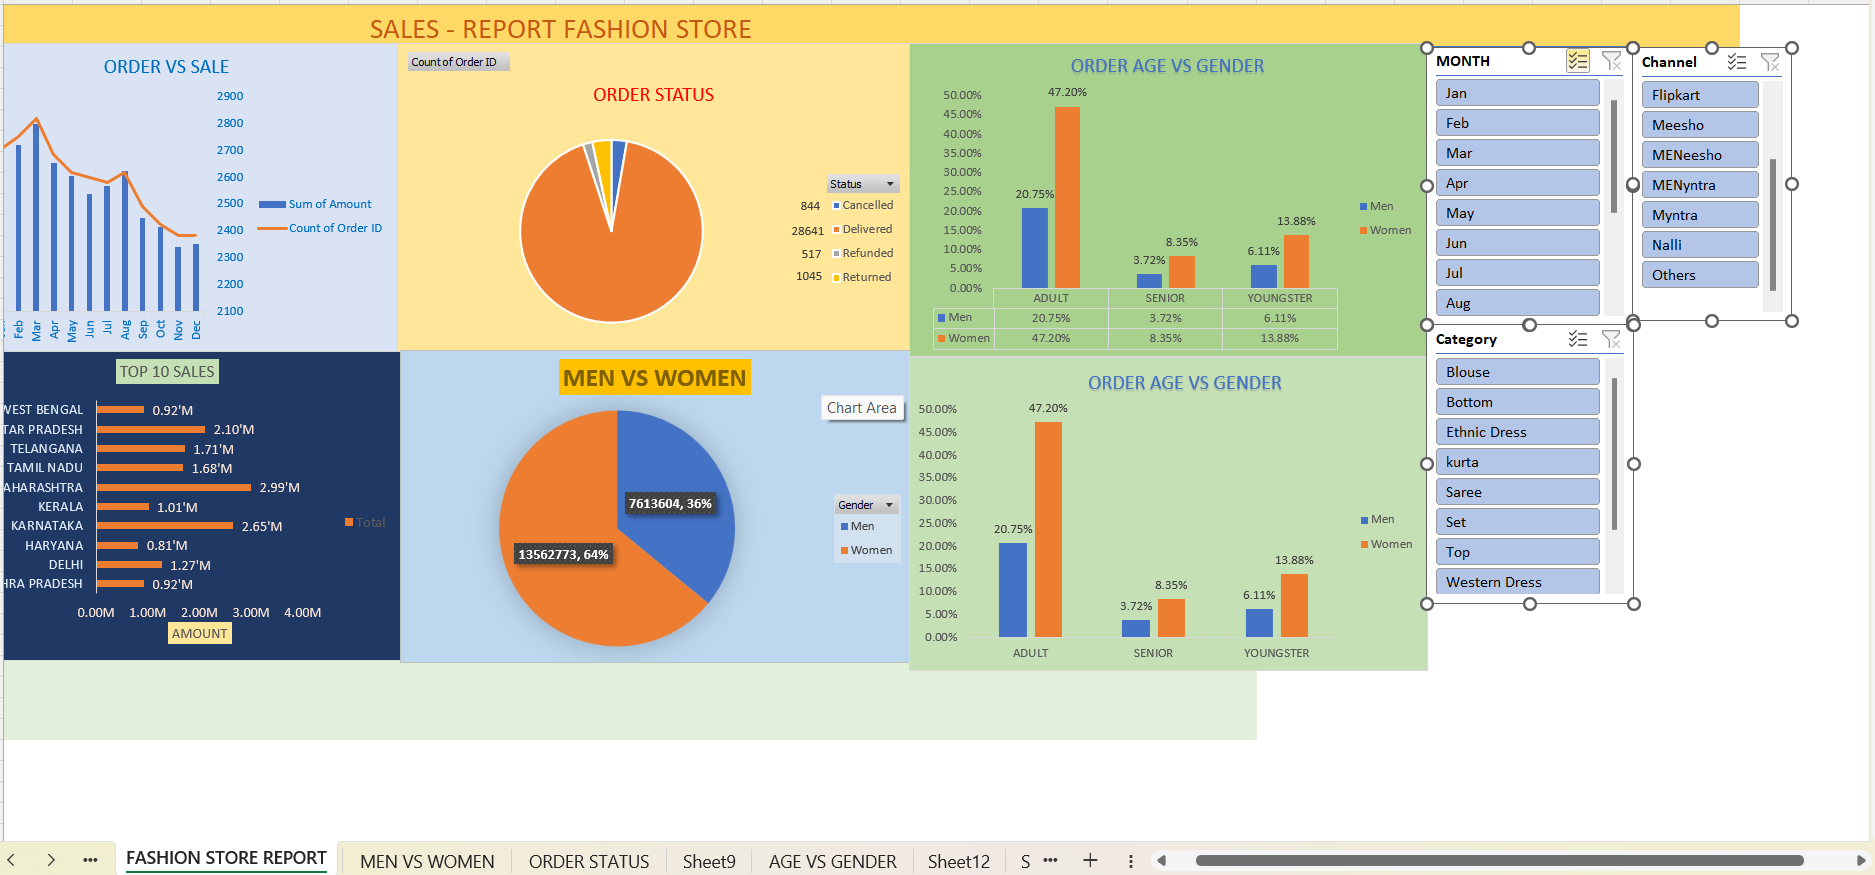 SALES - REPORT FASHION STORE
ORDER VS SALE
2900
2800
2700
2600
2500
2400
2300
2200
2100
Feb
Mar
Apr
May
Jun
Jul
Aug
Sep
Oct
Nov
Dec
Sum of Amount
Count of Order ID
Count of Order ID
ORDER STATUS
Status
844 Cancelled
28641 Delivered
517 Refunded
1045 Returned
ORDER AGE VS GENDER
50.00%
45.00%
40.00%
35.00%
30.00%
25.00%
20.00%
15.00%
10.00%
5.00%
0.00%
20.75%
47.20%
3.72%
8.35%
6.11%
13.88%
Men
Women
ADULT SENIOR YOUNGSTER
Men 20.75% 3.72% 6.11%
Women 47.20% 8.35% 13.88%
MONTH
Jan
Feb
Mar
Apr
May
Jun
Jul
Aug
Channel
Flipkart
Meesho
MENeesho
MENyntra
Myntra
Nalli
Others
Category
Blouse
Bottom
Ethnic Dress
kurta
Saree
Set
Top
Western Dress
TOP 10 SALES
WEST BENGAL 0.92'M
TAR PRADESH 2.10'M
TELANGANA 1.71'M
TAMIL NADU 1.68'M
AHARASHTRA 2.99'M
KERALA 1.01'M
KARNATAKA 2.65'M
HARYANA 0.81'M
DELHI 1.27'M
HRA PRADESH 0.92'M
0.00M 1.00M 2.00M 3.00M 4.00M
AMOUNT
Total
MEN VS WOMEN
Chart Area
7613604, 36%
13562773, 64%
Gender
Men
Women
ORDER AGE VS GENDER
50.00%
45.00%
40.00%
35.00%
30.00%
25.00%
20.00%
15.00%
10.00%
5.00%
0.00%
20.75%
47.20%
3.72%
8.35%
6.11%
13.88%
ADULT SENIOR YOUNGSTER
Men
Women
FASHION STORE REPORT MEN VS WOMEN ORDER STATUS Sheet9 AGE VS GENDER Sheet12 S